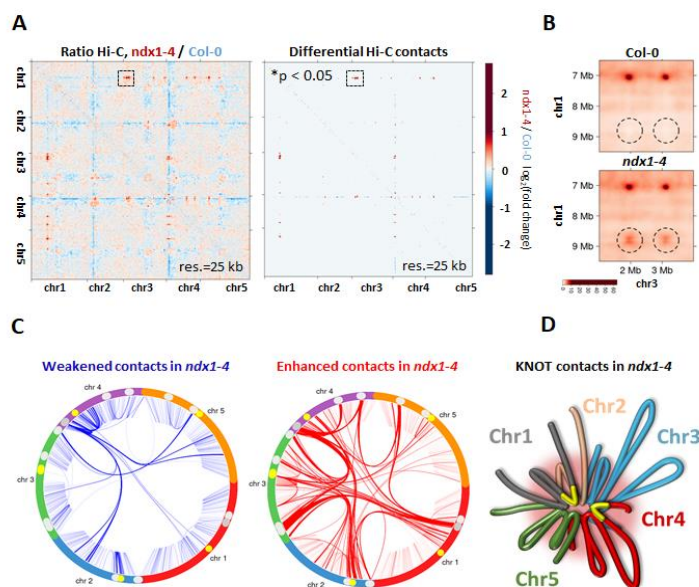 A
Ratio Hi-C, ndx1-4 / Col-0
Differential Hi-C contacts
*p < 0.05
chr1
chr2
chr3
chr4
chr5
res.=25 kb
res.=25 kb
chr1 chr2 chr3 chr4 chr5
chr1 chr2 chr3 chr4 chr5
2
1
0
-1
-2
ndx1-4 / Col-0 log2(fold change)
B
Col-0
7 Mb
8 Mb
9 Mb
chr1
ndx1-4
7 Mb
8 Mb
9 Mb
chr1
2 Mb 3 Mb
chr3
C
Weakened contacts in ndx1-4
chr 4
chr 5
chr 3
chr 1
chr 2
Enhanced contacts in ndx1-4
chr 4
chr 5
chr 3
chr 1
chr 2
D
KNOT contacts in ndx1-4
Chr1
Chr2
Chr3
Chr4
Chr5